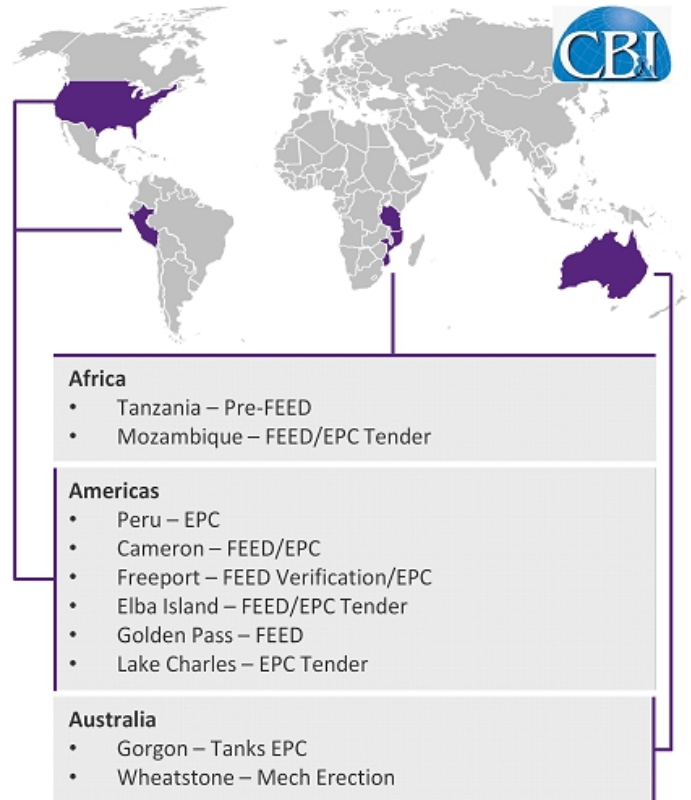 CB&I
Africa
• Tanzania – Pre-FEED
• Mozambique – FEED/EPC Tender
Americas
• Peru – EPC
• Cameron – FEED/EPC
• Freeport – FEED Verification/EPC
• Elba Island – FEED/EPC Tender
• Golden Pass – FEED
• Lake Charles – EPC Tender
Australia
• Gorgon – Tanks EPC
• Wheatstone – Mech Erection